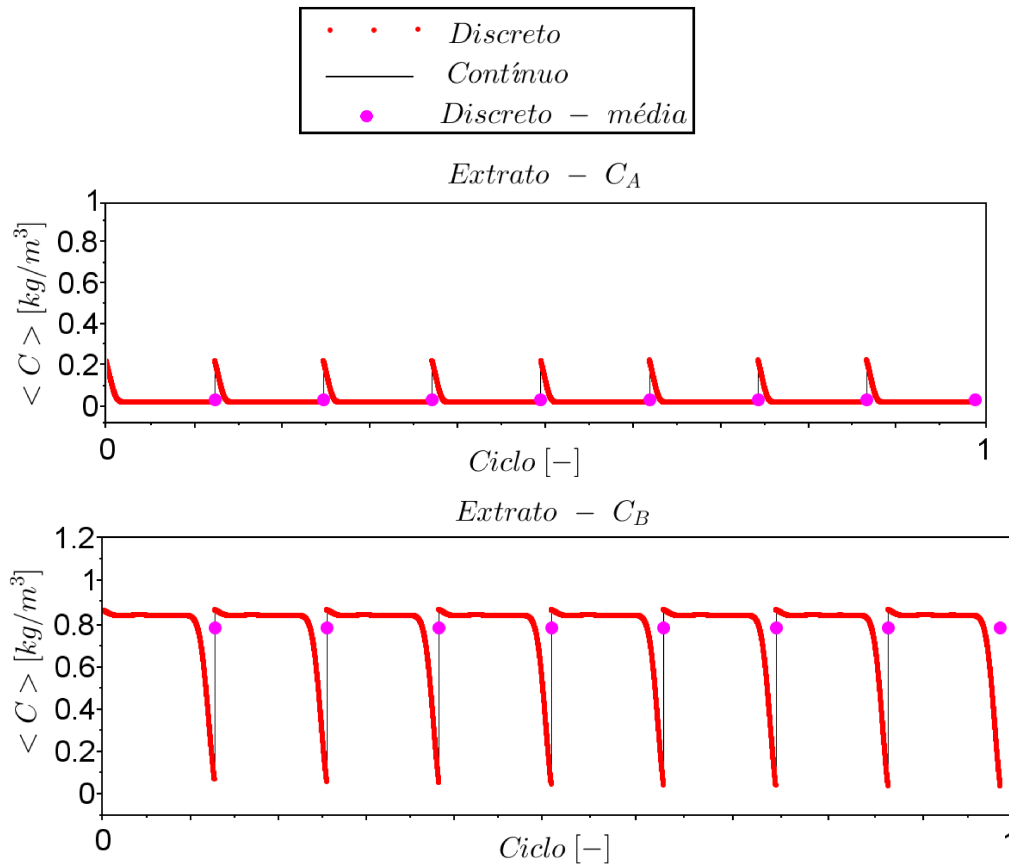 Discreto
Contínuo
Discreto − média
Extrato − C_A
< C > [kg/m³]
1
0.8
0.6
0.4
0.2
0
0
1
Ciclo [−]
Extrato − C_B
< C > [kg/m³]
1.2
1
0.8
0.6
0.4
0.2
0
0
1
Ciclo [−]